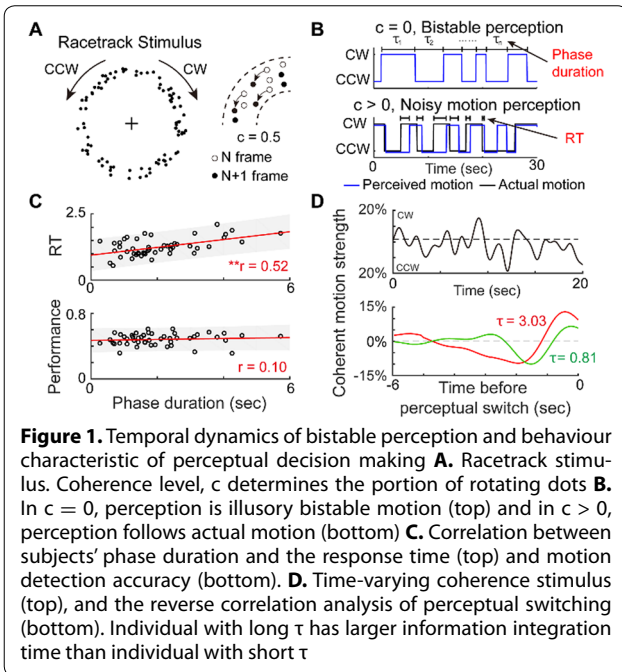 A
Racetrack Stimulus
CCW
CW
c = 0.5
N frame
N+1 frame
B
c = 0, Bistable perception
τ₁ τ₂ ...... τₙ
CW
CCW
Phase
duration
c > 0, Noisy motion perception
CW
CCW
RT
0 Time (sec) 30
Perceived motion Actual motion
C
2.5
RT
0
**r = 0.52
0 6
0.8
Performance
0
r = 0.10
0 6
Phase duration (sec)
D
20%
CW
CCW
20%
0 20
Time (sec)
Coherent motion strength
15%
0%
-15%
τ = 3.03
τ = 0.81
-6 0
Time before
perceptual switch (sec)
Figure 1. Temporal dynamics of bistable perception and behaviour
characteristic of perceptual decision making A. Racetrack stimu-
lus. Coherence level, c determines the portion of rotating dots B.
In c = 0, perception is illusory bistable motion (top) and in c > 0,
perception follows actual motion (bottom) C. Correlation between
subjects' phase duration and the response time (top) and motion
detection accuracy (bottom). D. Time-varying coherence stimulus
(top), and the reverse correlation analysis of perceptual switching
(bottom). Individual with long τ has larger information integration
time than individual with short τ